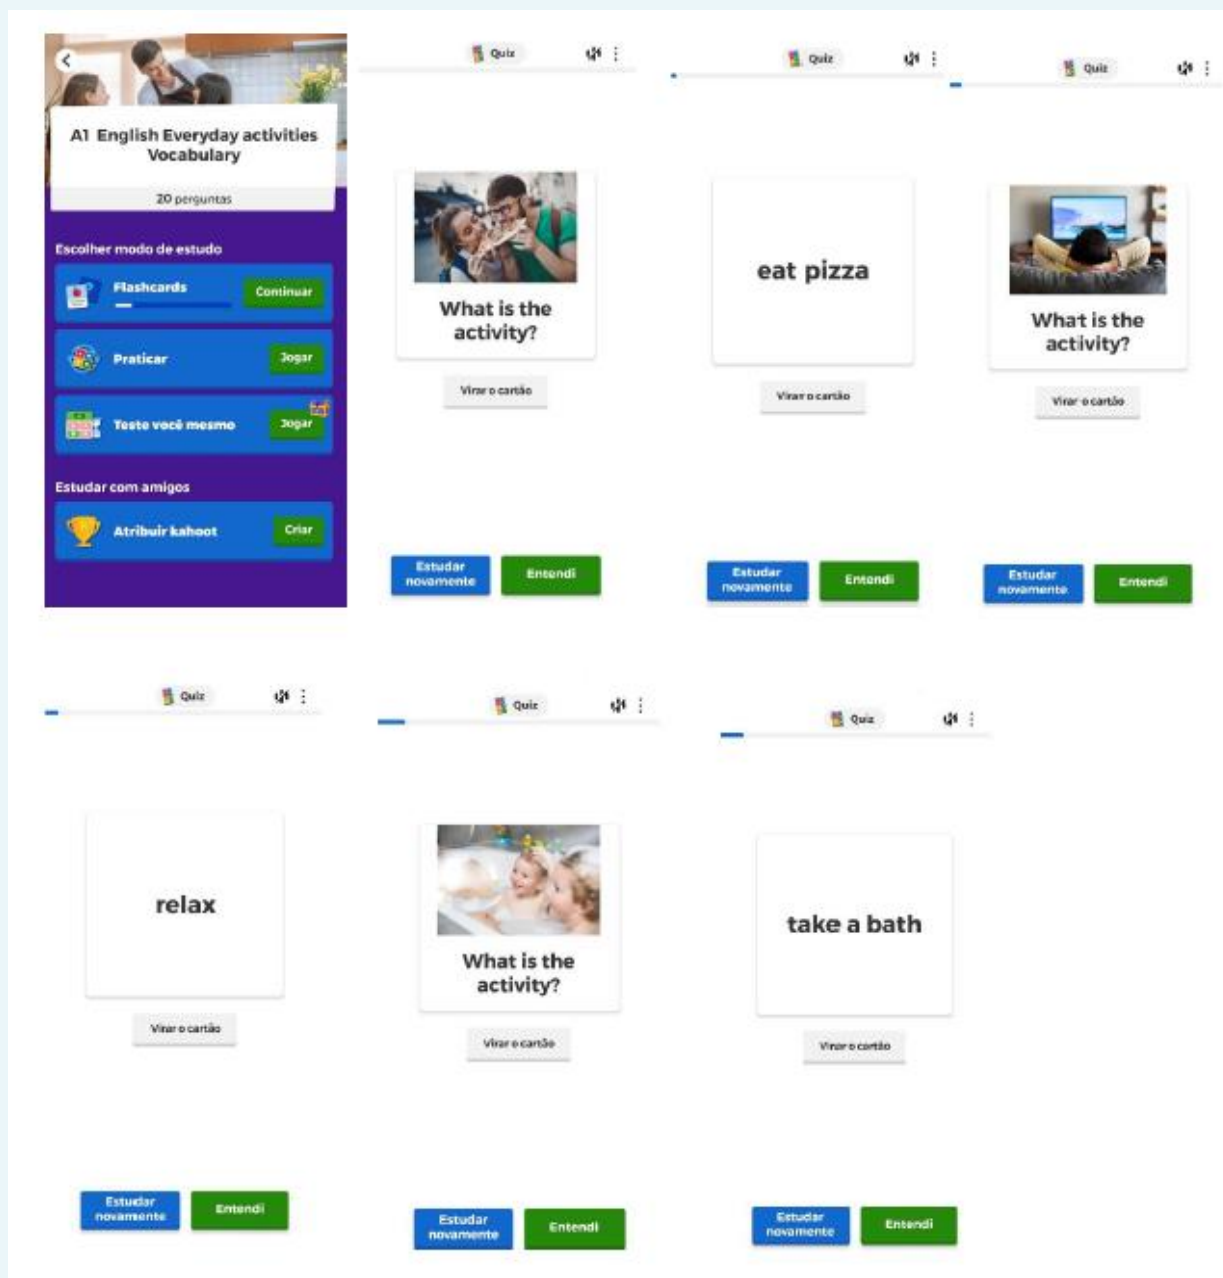 A1 English Everyday activities
Vocabulary
20 perguntas
Escolher modo de estudo
Flashcards
Continuar
Praticar
Jogar
Teste você mesmo
Jogar
Estudar com amigos
Atribuir kahoot
Criar
Quiz
What is the
activity?
Virar o cartão
Estudar
novamente
Entendi
Quiz
eat pizza
Virar o cartão
Estudar
novamente
Entendi
Quiz
What is the
activity?
Virar o cartão
Estudar
novamente
Entendi
Quiz
relax
Virar o cartão
Estudar
novamente
Entendi
Quiz
What is the
activity?
Virar o cartão
Estudar
novamente
Entendi
Quiz
take a bath
Virar o cartão
Estudar
novamente
Entendi